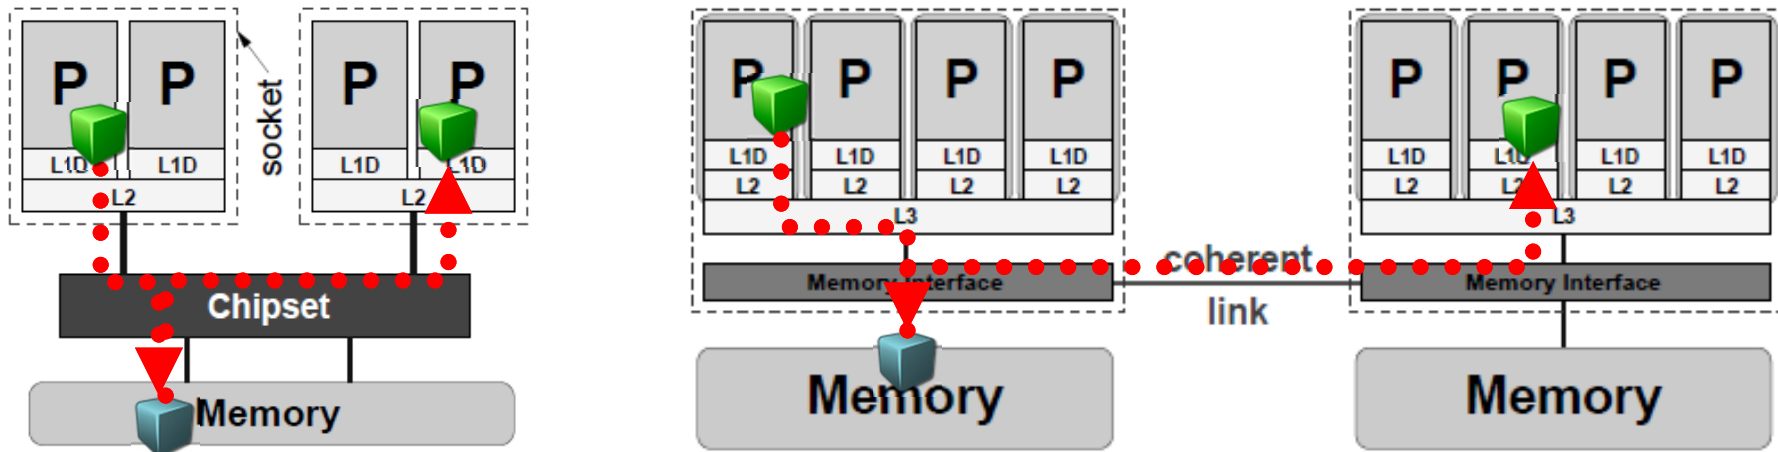 P P P P
socket
L1D L1D L1D L1D
L2 L2
Chipset
Memory
P P P P P P P P
L1D L1D L1D L1D L1D L1D L1D L1D
L2 L2 L2 L2 L2 L2 L2 L2
L3 L3
coherent
link
Memory Interface Memory Interface
Memory Memory